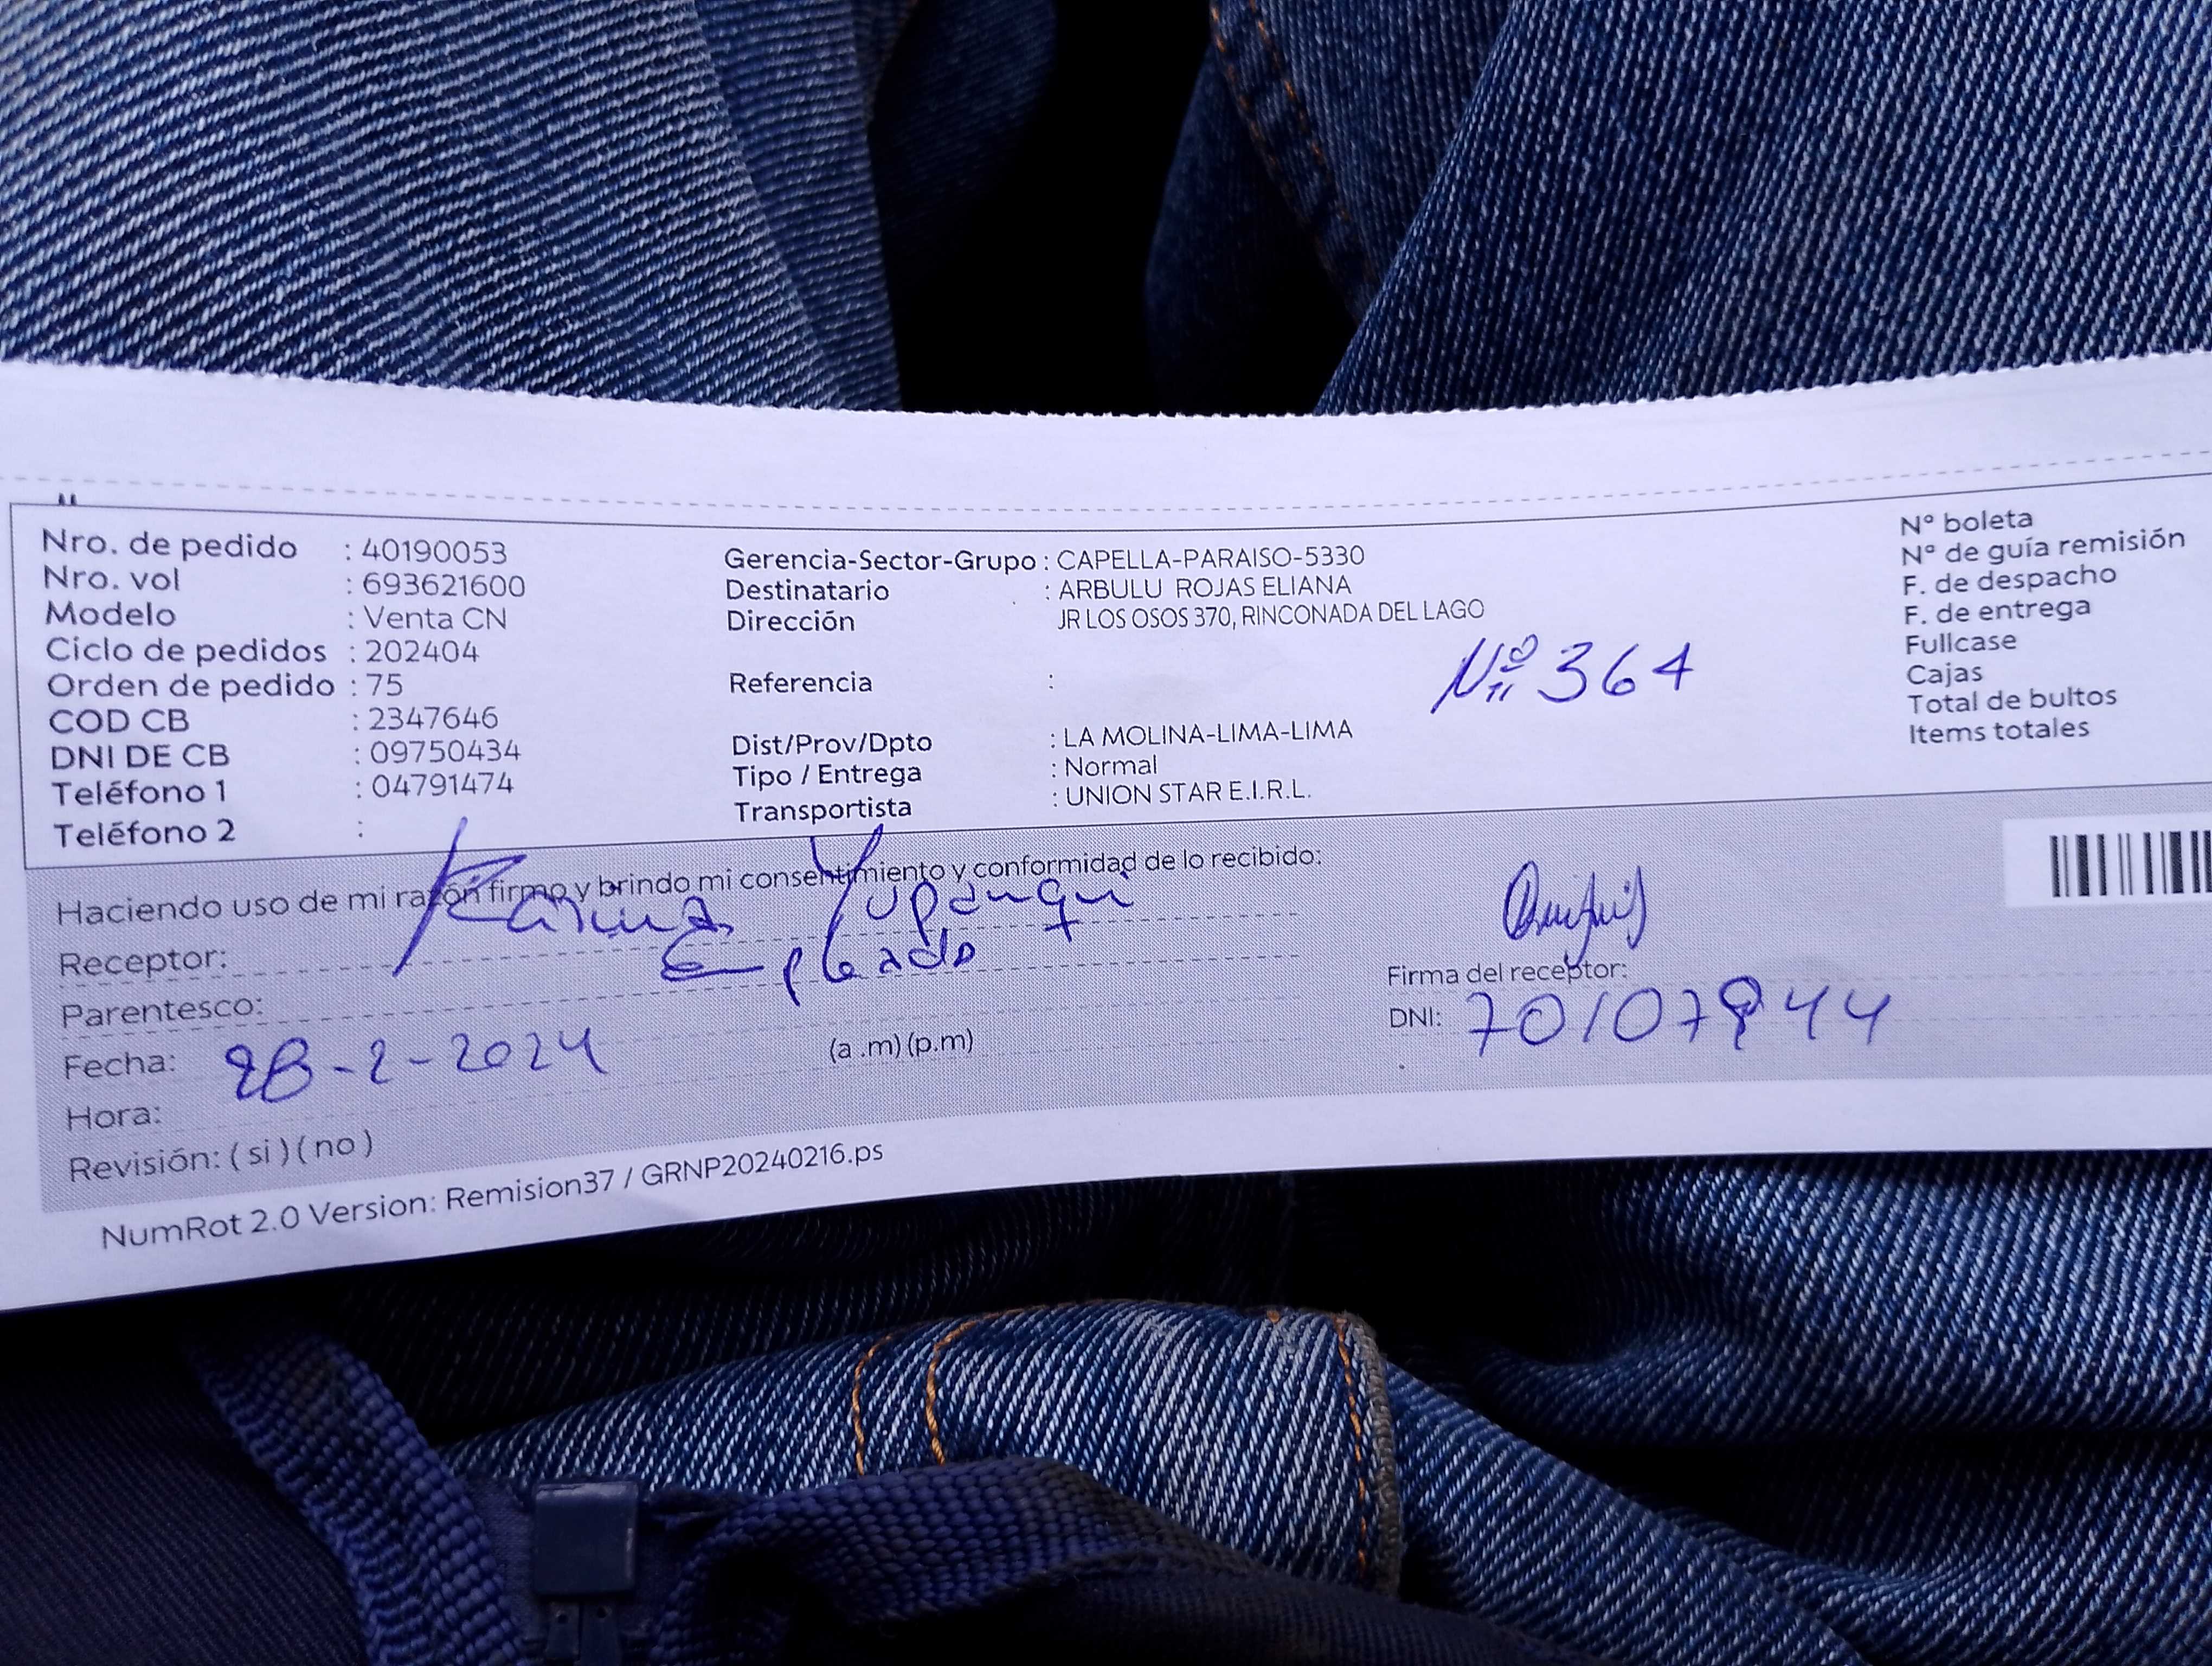 Nro. de pedido : 40190053
Nro. vol : 693621600
Modelo : Venta CN
Ciclo de pedidos : 202404
Orden de pedido : 75
COD CB : 2347646
DNI DE CB : 09750434
Teléfono 1 : 04791474
Teléfono 2 :
Gerencia-Sector-Grupo : CAPELLA-PARAISO-5330
Destinatario : ARBULU ROJAS ELIANA
Dirección JR LOS OSOS 370, RINCONADA DEL LAGO
Nº 364
Referencia :
Dist/Prov/Dpto : LA MOLINA-LIMA-LIMA
Tipo / Entrega : Normal
Transportista : UNION STAR E.I.R.L.
N° boleta
N° de guía remisión
F. de despacho
F. de entrega
Fullcase
Cajas
Total de bultos
Items totales
Haciendo uso de mi razón firmo y brindo mi consentimiento y conformidad de lo recibido:
Receptor: Yupanqui
Parentesco: Empleado
Fecha: 28-2-2024
Hora: (a.m) (p.m)
Revisión: ( si ) ( no )
Firma del receptor:
DNI: 70107944
NumRot 2.0 Version: Remision37 / GRNP20240216.ps